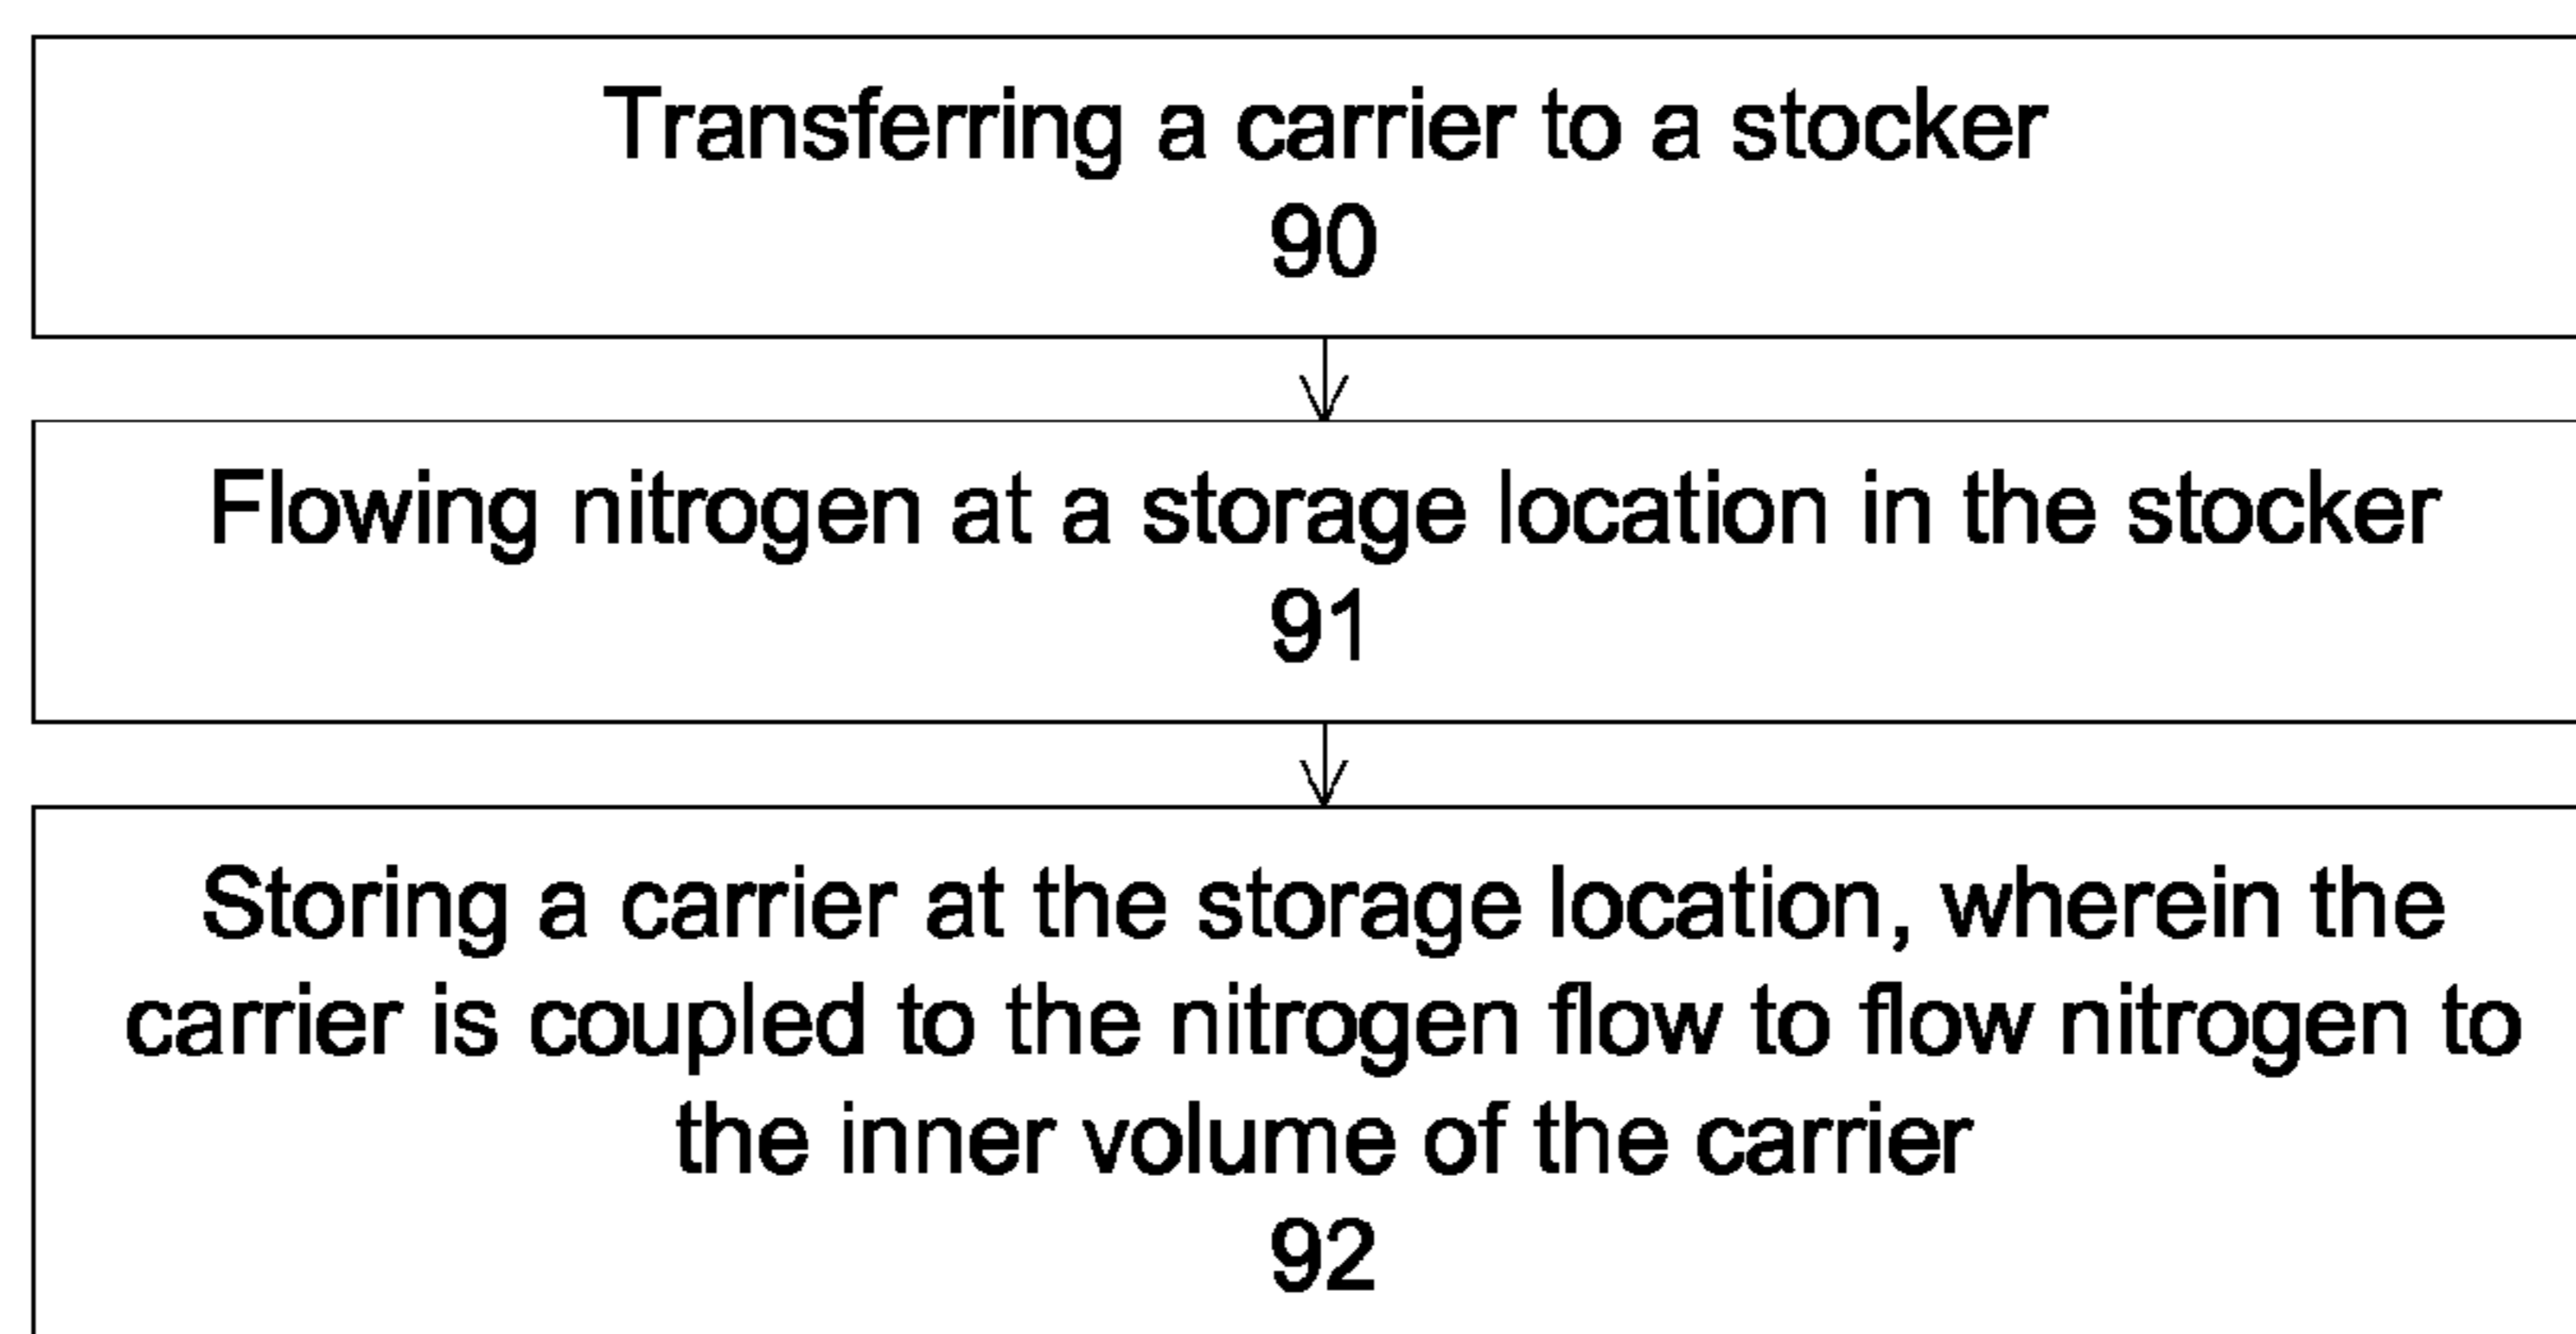 Transferring a carrier to a stocker
90
Flowing nitrogen at a storage location in the stocker
91
Storing a carrier at the storage location, wherein the
carrier is coupled to the nitrogen flow to flow nitrogen to
the inner volume of the carrier
92